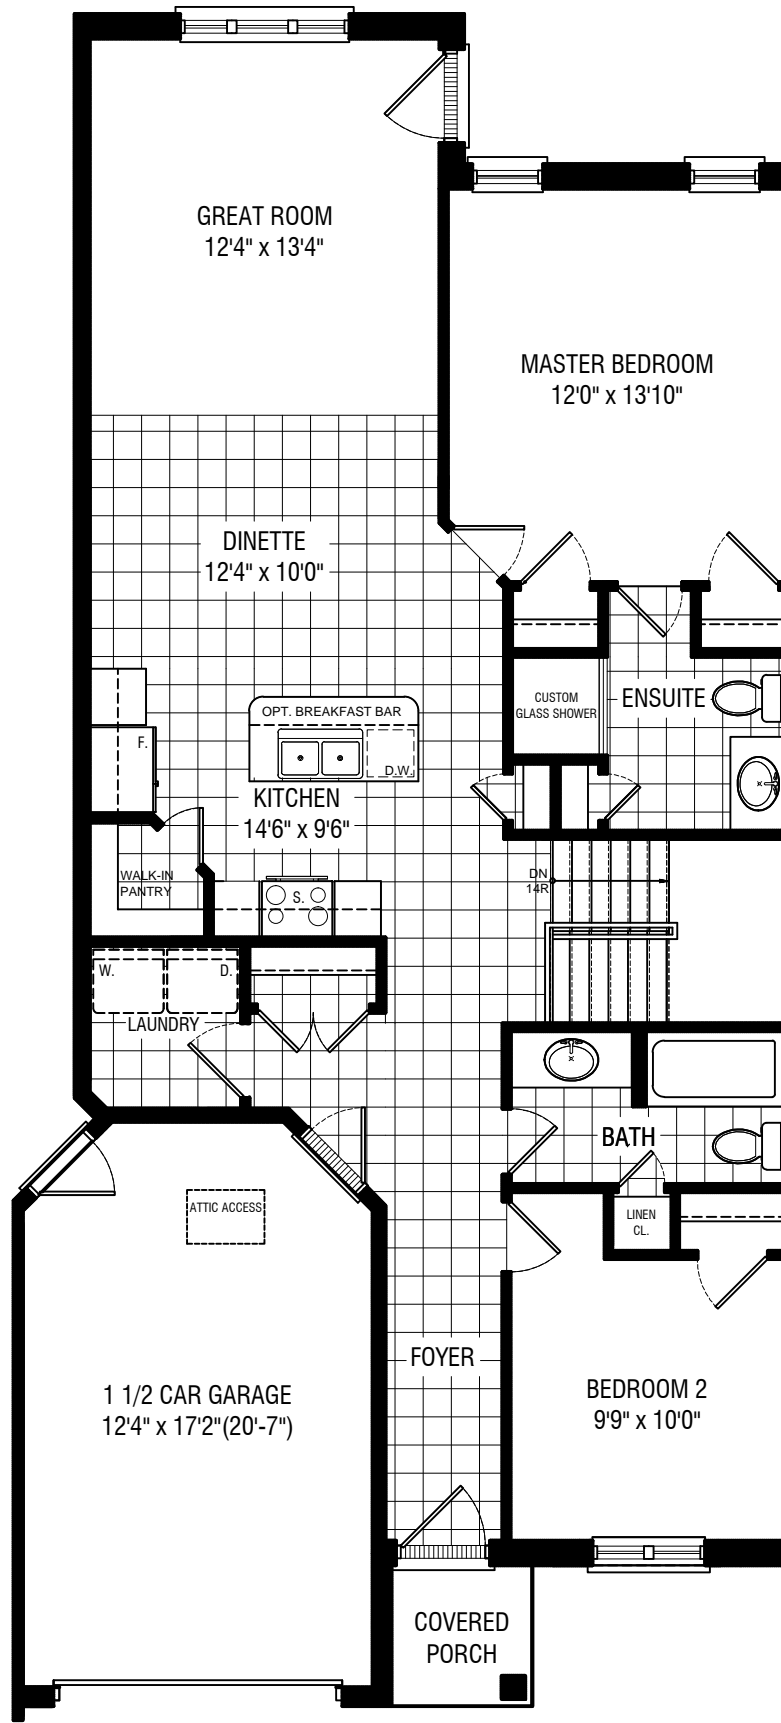 GREAT ROOM
12'4" x 13'4"
MASTER BEDROOM
12'0" x 13'10"
DINETTE
12'4" x 10'0"
CUSTOM
GLASS SHOWER
ENSUITE
OPT. BREAKFAST BAR
F.
D.W.
KITCHEN
14'6" x 9'6"
WALK-IN
PANTRY
S.
DN
14R
W.
D.
LAUNDRY
BATH
ATTIC ACCESS
LINEN
CL.
FOYER
1 1/2 CAR GARAGE
12'4" x 17'2"(20'-7")
BEDROOM 2
9'9" x 10'0"
COVERED
PORCH